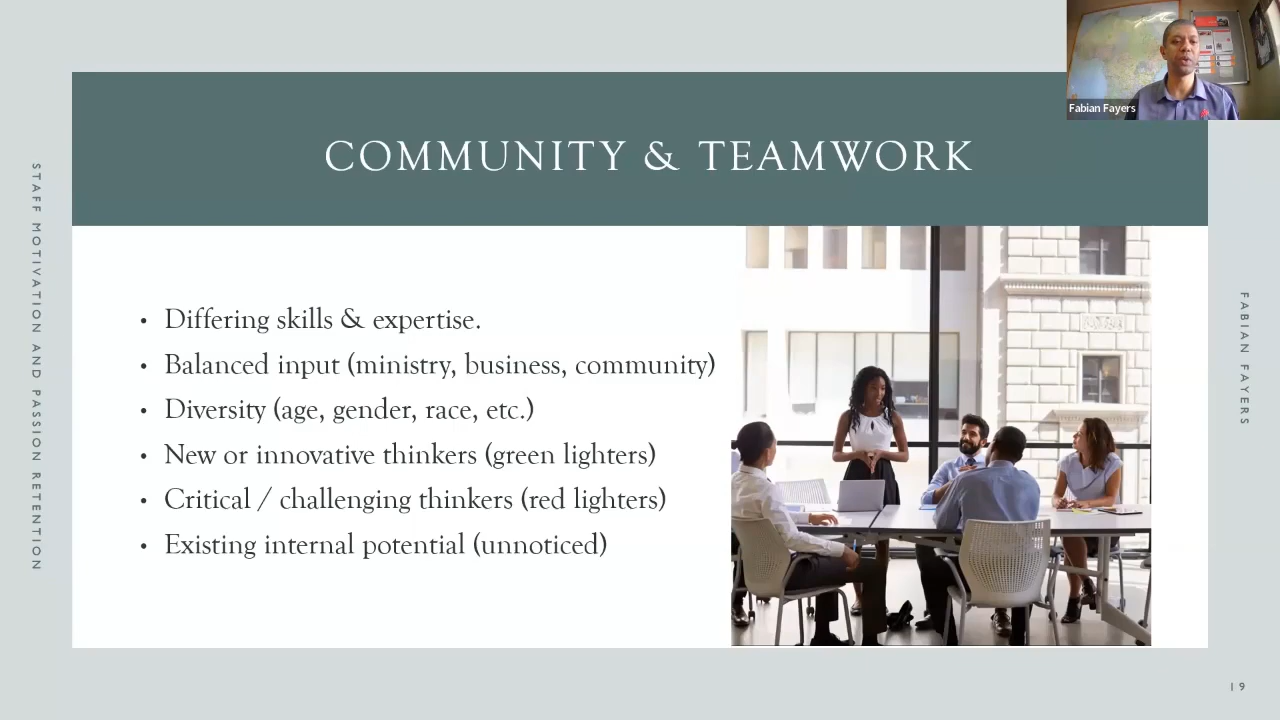 Fabian Fayers
COMMUNITY & TEAMWORK
STAFF MOTIVATION AND PASSION RETENTION
• Differing skills & expertise.
• Balanced input (ministry, business, community)
• Diversity (age, gender, race, etc.)
• New or innovative thinkers (green lighters)
• Critical / challenging thinkers (red lighters)
• Existing internal potential (unnoticed)
FABIAN FAYERS
| 9